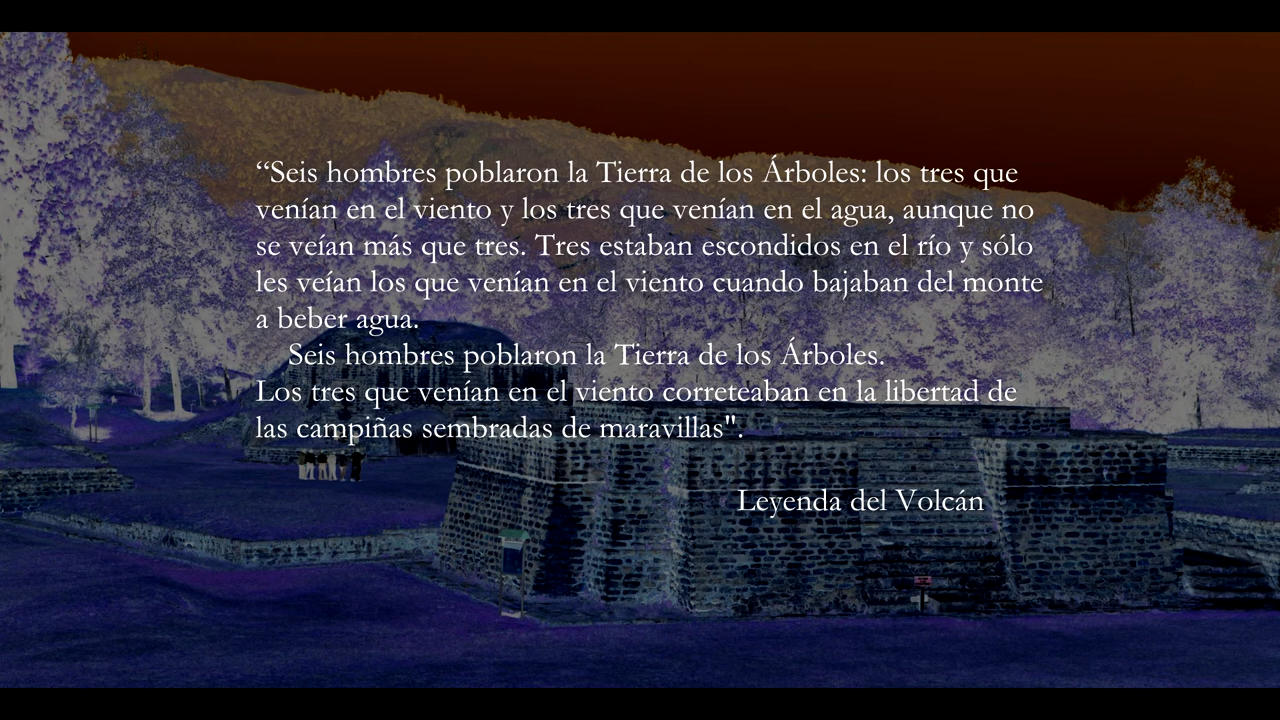 “Seis hombres poblaron la Tierra de los Árboles: los tres que
venían en el viento y los tres que venían en el agua, aunque no
se veían más que tres. Tres estaban escondidos en el río y sólo
les veían los que venían en el viento cuando bajaban del monte
a beber agua.
Seis hombres poblaron la Tierra de los Árboles.
Los tres que venían en el viento correteaban en la libertad de
las campiñas sembradas de maravillas".
Leyenda del Volcán